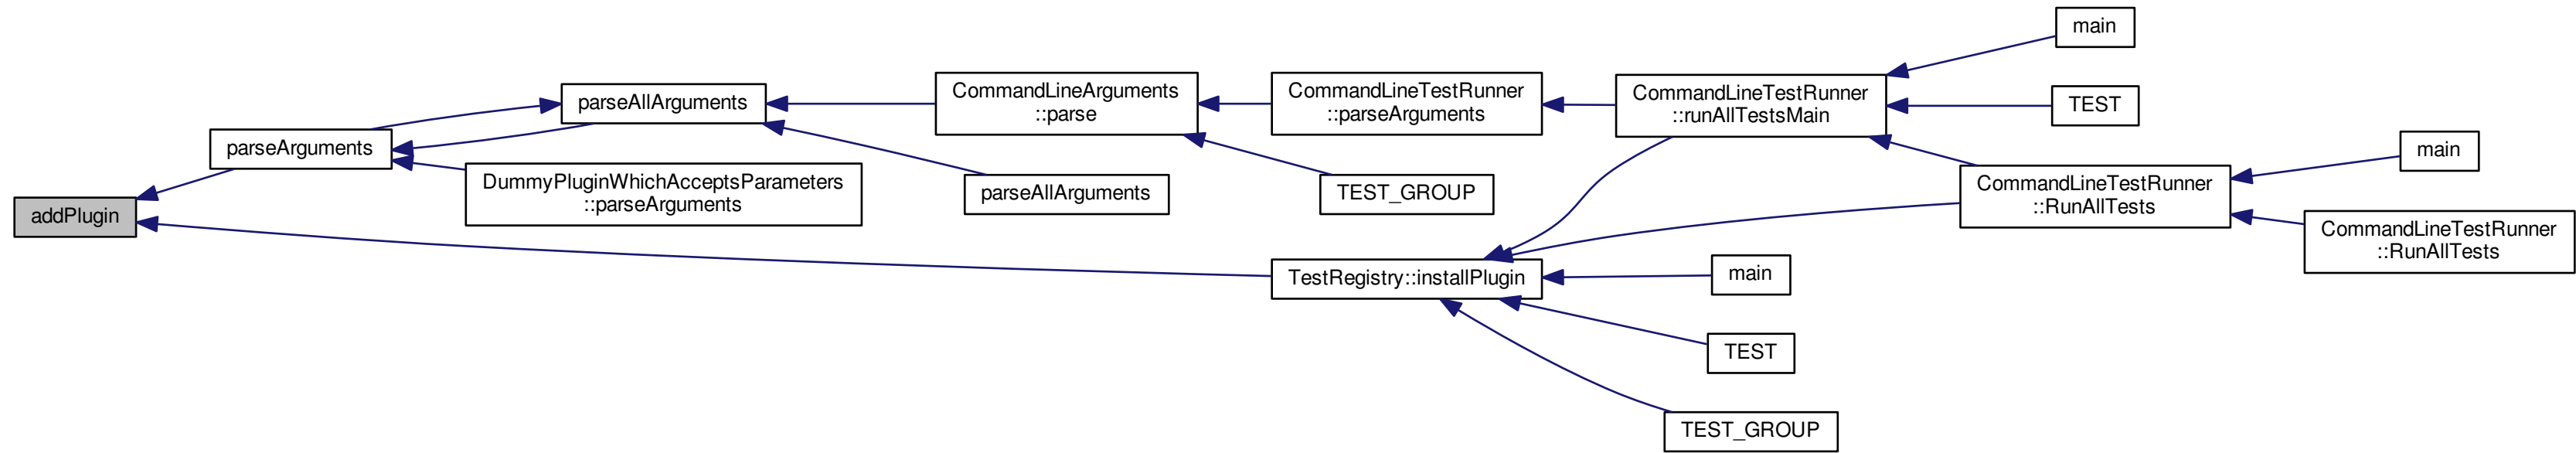 main
parseAllArguments
CommandLineArguments
::parse
CommandLineTestRunner
::parseArguments
CommandLineTestRunner
::runAllTestsMain
TEST
parseArguments
main
DummyPluginWhichAcceptsParameters
::parseArguments
parseAllArguments
TEST_GROUP
CommandLineTestRunner
::RunAllTests
addPlugin
CommandLineTestRunner
::RunAllTests
TestRegistry::installPlugin
main
TEST
TEST_GROUP